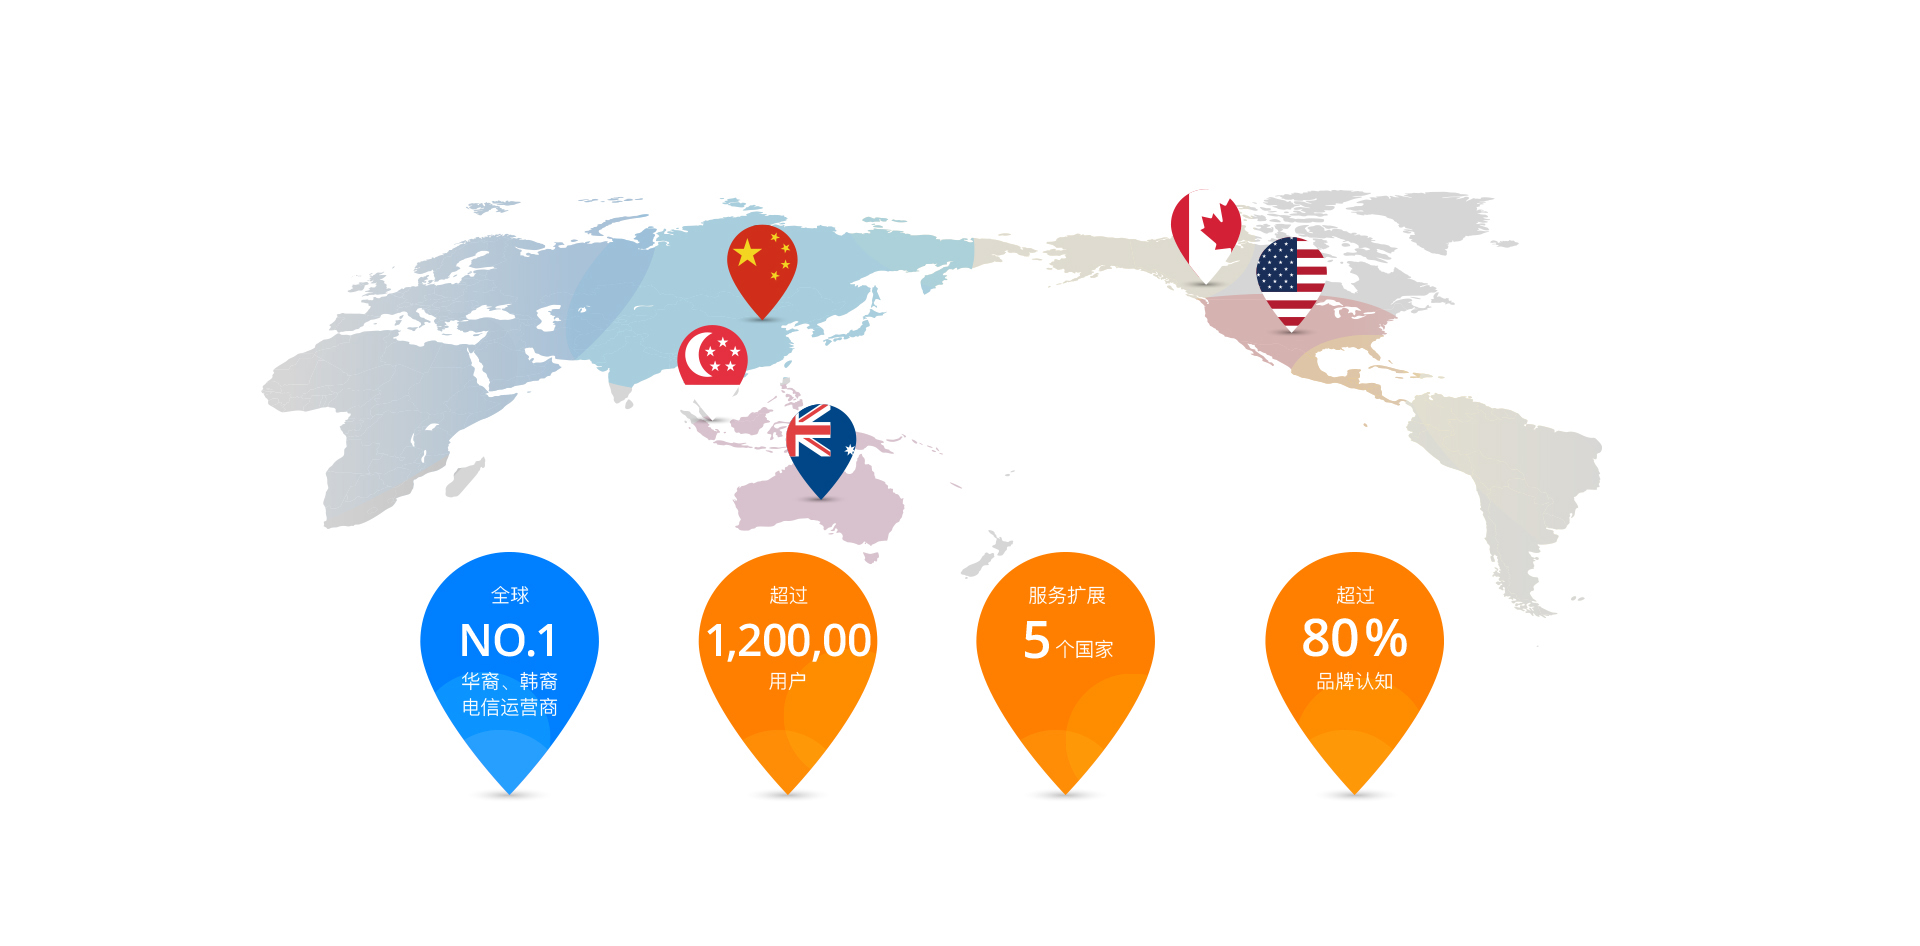 全球
NO.1
华裔、韩裔
电信运营商
超过
1,200,00
用户
服务扩展
5 个国家
超过
80%
品牌认知